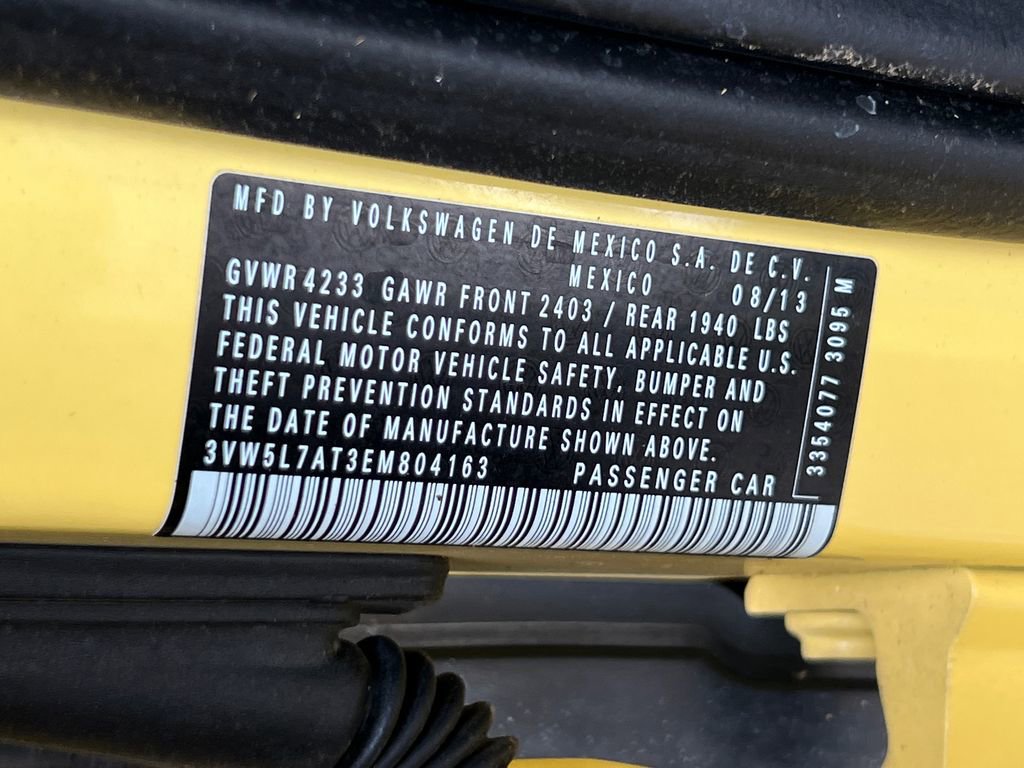 MFD BY VOLKSWAGEN DE MEXICO S.A. DE C.V.
MEXICO 08/13
GVWR 4233 GAWR FRONT 2403 / REAR 1940 LBS
THIS VEHICLE CONFORMS TO ALL APPLICABLE U.S.
FEDERAL MOTOR VEHICLE SAFETY, BUMPER AND
THEFT PREVENTION STANDARDS IN EFFECT ON
THE DATE OF MANUFACTURE SHOWN ABOVE.
3VW5L7AT3EM804163 PASSENGER CAR
3354077 3095 M